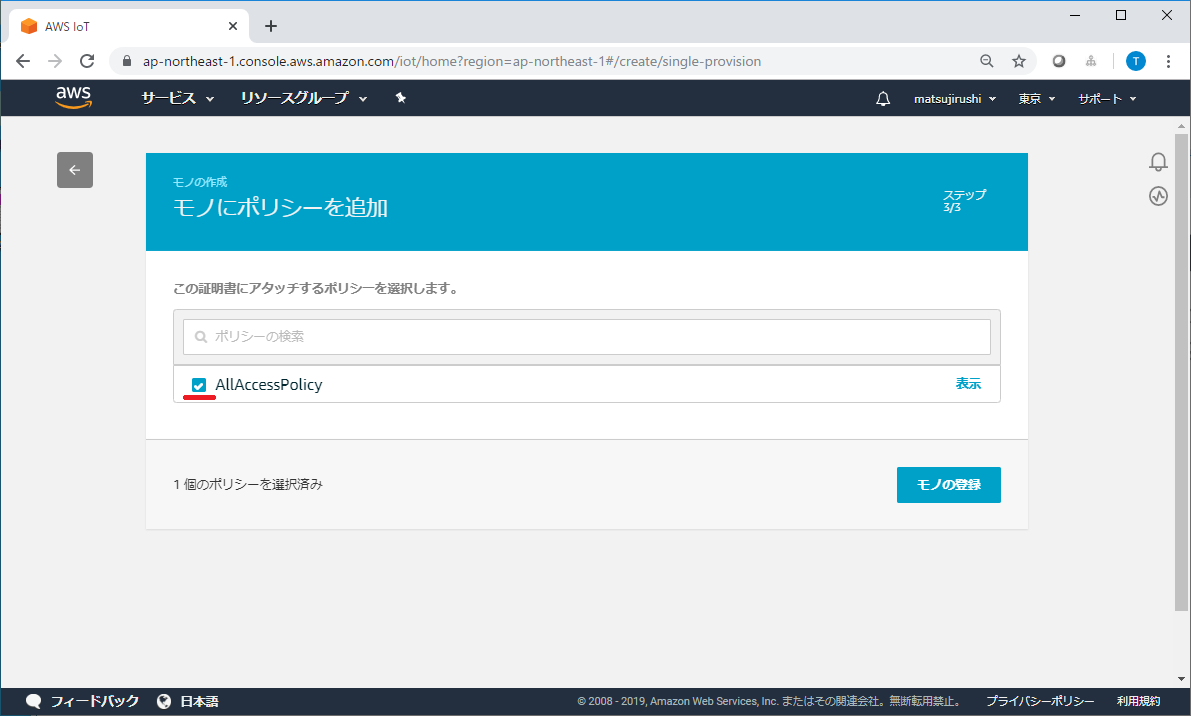 AWS IoT
ap-northeast-1.console.aws.amazon.com/iot/home?region=ap-northeast-1#/create/single-provision
T
aws
サービス
リソースグループ
matsujirushi
東京
サポート
モノの作成
モノにポリシーを追加
ステップ
3/3
この証明書にアタッチするポリシーを選択します。
ポリシーの検索
AllAccessPolicy
表示
1 個のポリシーを選択済み
モノの登録
フィードバック
日本語
© 2008 - 2019, Amazon Web Services, Inc. またはその関連会社。無断転用禁止。
プライバシーポリシー
利用規約